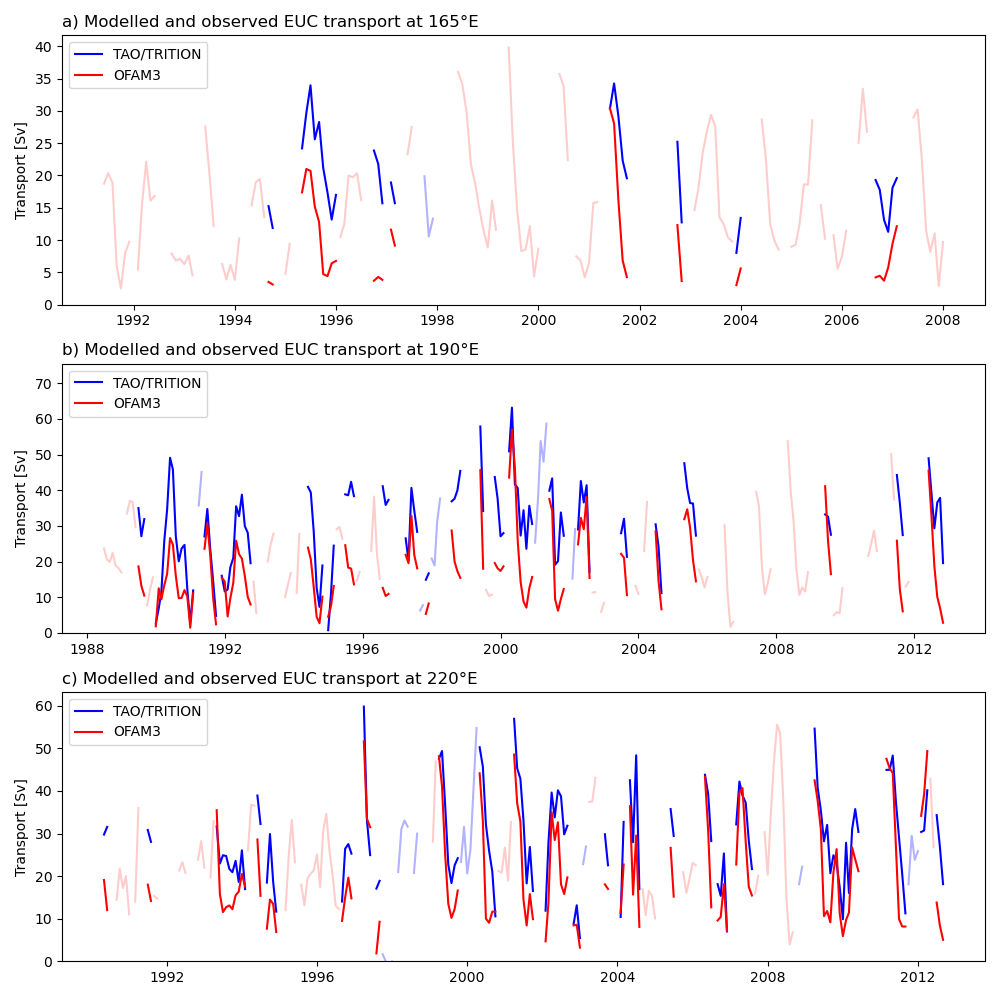 a) Modelled and observed EUC transport at 165°E
TAO/TRITION
OFAM3
Transport [Sv]
40
35
30
25
20
15
10
5
0
1992 1994 1996 1998 2000 2002 2004 2006 2008
b) Modelled and observed EUC transport at 190°E
TAO/TRITION
OFAM3
Transport [Sv]
70
60
50
40
30
20
10
0
1988 1992 1996 2000 2004 2008 2012
c) Modelled and observed EUC transport at 220°E
TAO/TRITION
OFAM3
Transport [Sv]
60
50
40
30
20
10
0
1992 1996 2000 2004 2008 2012